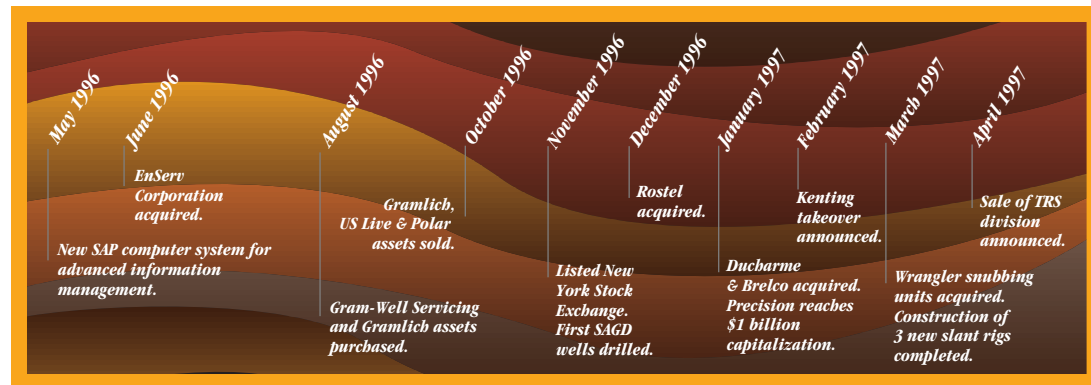 May 1996
New SAP computer system for
advanced information
management.
June 1996
EnServ
Corporation
acquired.
August 1996
Gram-Well Servicing
and Gramlich assets
purchased.
October 1996
Gramlich,
US Live & Polar
assets sold.
November 1996
Listed New
York Stock
Exchange.
First SAGD
wells drilled.
December 1996
Rostel
acquired.
January 1997
Ducharme
& Brelco acquired.
Precision reaches
$1 billion
capitalization.
February 1997
Kenting
takeover
announced.
March 1997
Wrangler snubbing
units acquired.
Construction of
3 new slant rigs
completed.
April 1997
Sale of TRS
division
announced.